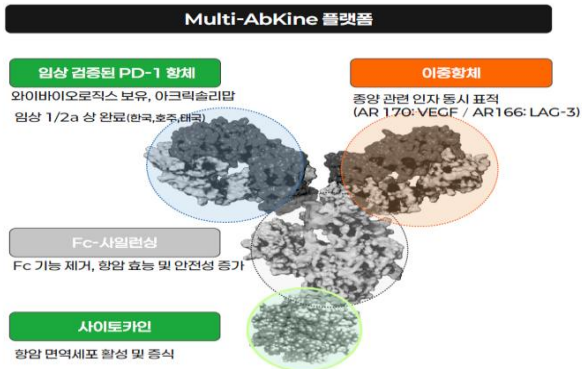 Multi-AbKine 플랫폼
임상 검증된 PD-1 항체
와이바이오로직스 보유, 아크릭솔리맙
임상 1/2a 상 완료(한국,호주,태국)
이중항체
종양 관련 인자 동시 표적
(AR170: VEGF / AR166: LAG-3)
Fc-사일런싱
Fc 기능 제거, 항암 효능 및 안전성 증가
사이토카인
항암 면역세포 활성 및 증식